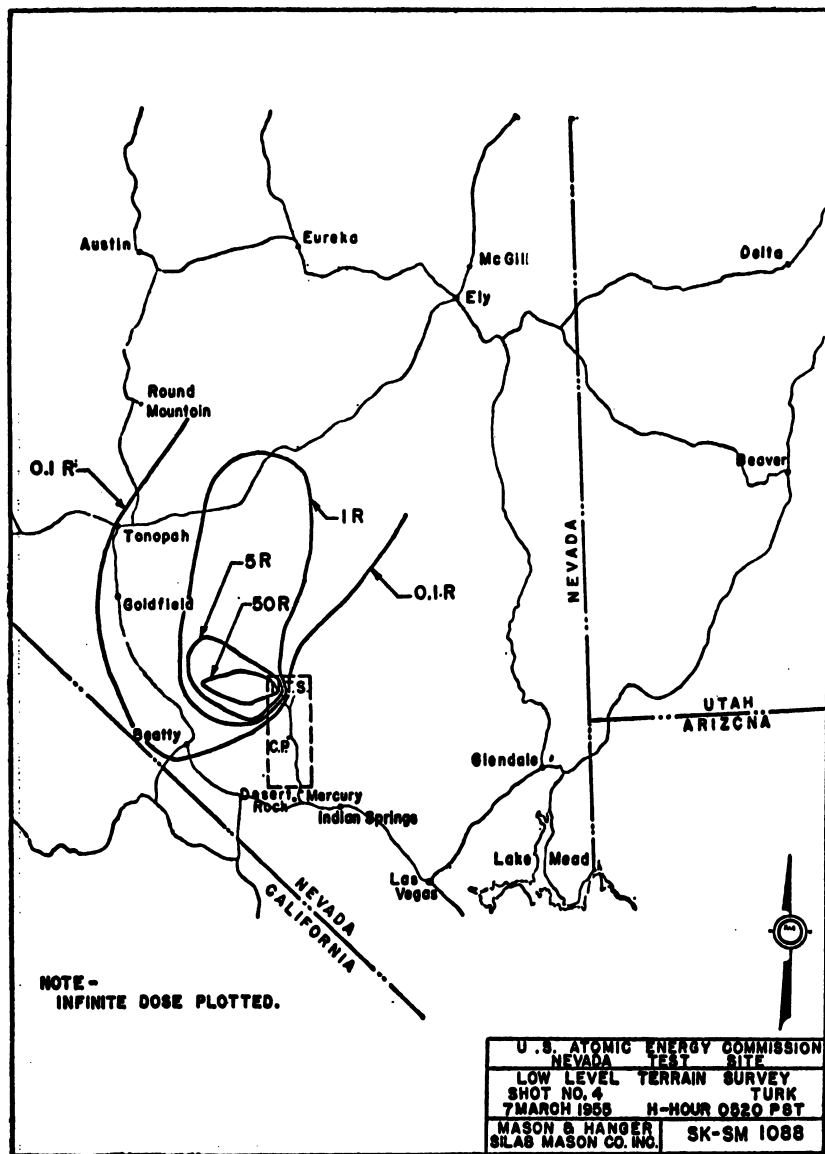 Austin
Eureka
McGill
Delta
Ely
Round
Mountain
0.1 R
Beaver
1R
Tonopah
NEVADA
5R
0.1.R
Goldfield
50R
N.T.S.
UTAH
ARIZONA
Beatty
C.P.
Glendale
Desert
Rock
Mercury
Indian Springs
Lake Mead
Las
Vegas
NEVADA
CALIFORNIA
NOTE-
INFINITE DOSE PLOTTED.
U.S. ATOMIC ENERGY COMMISSION
NEVADA TEST SITE
LOW LEVEL TERRAIN SURVEY
SHOT NO. 4 TURK
7 MARCH 1955 H-HOUR 0520 PST
MASON & HANGER
SILAS MASON CO. INC.
SK-SM 1088